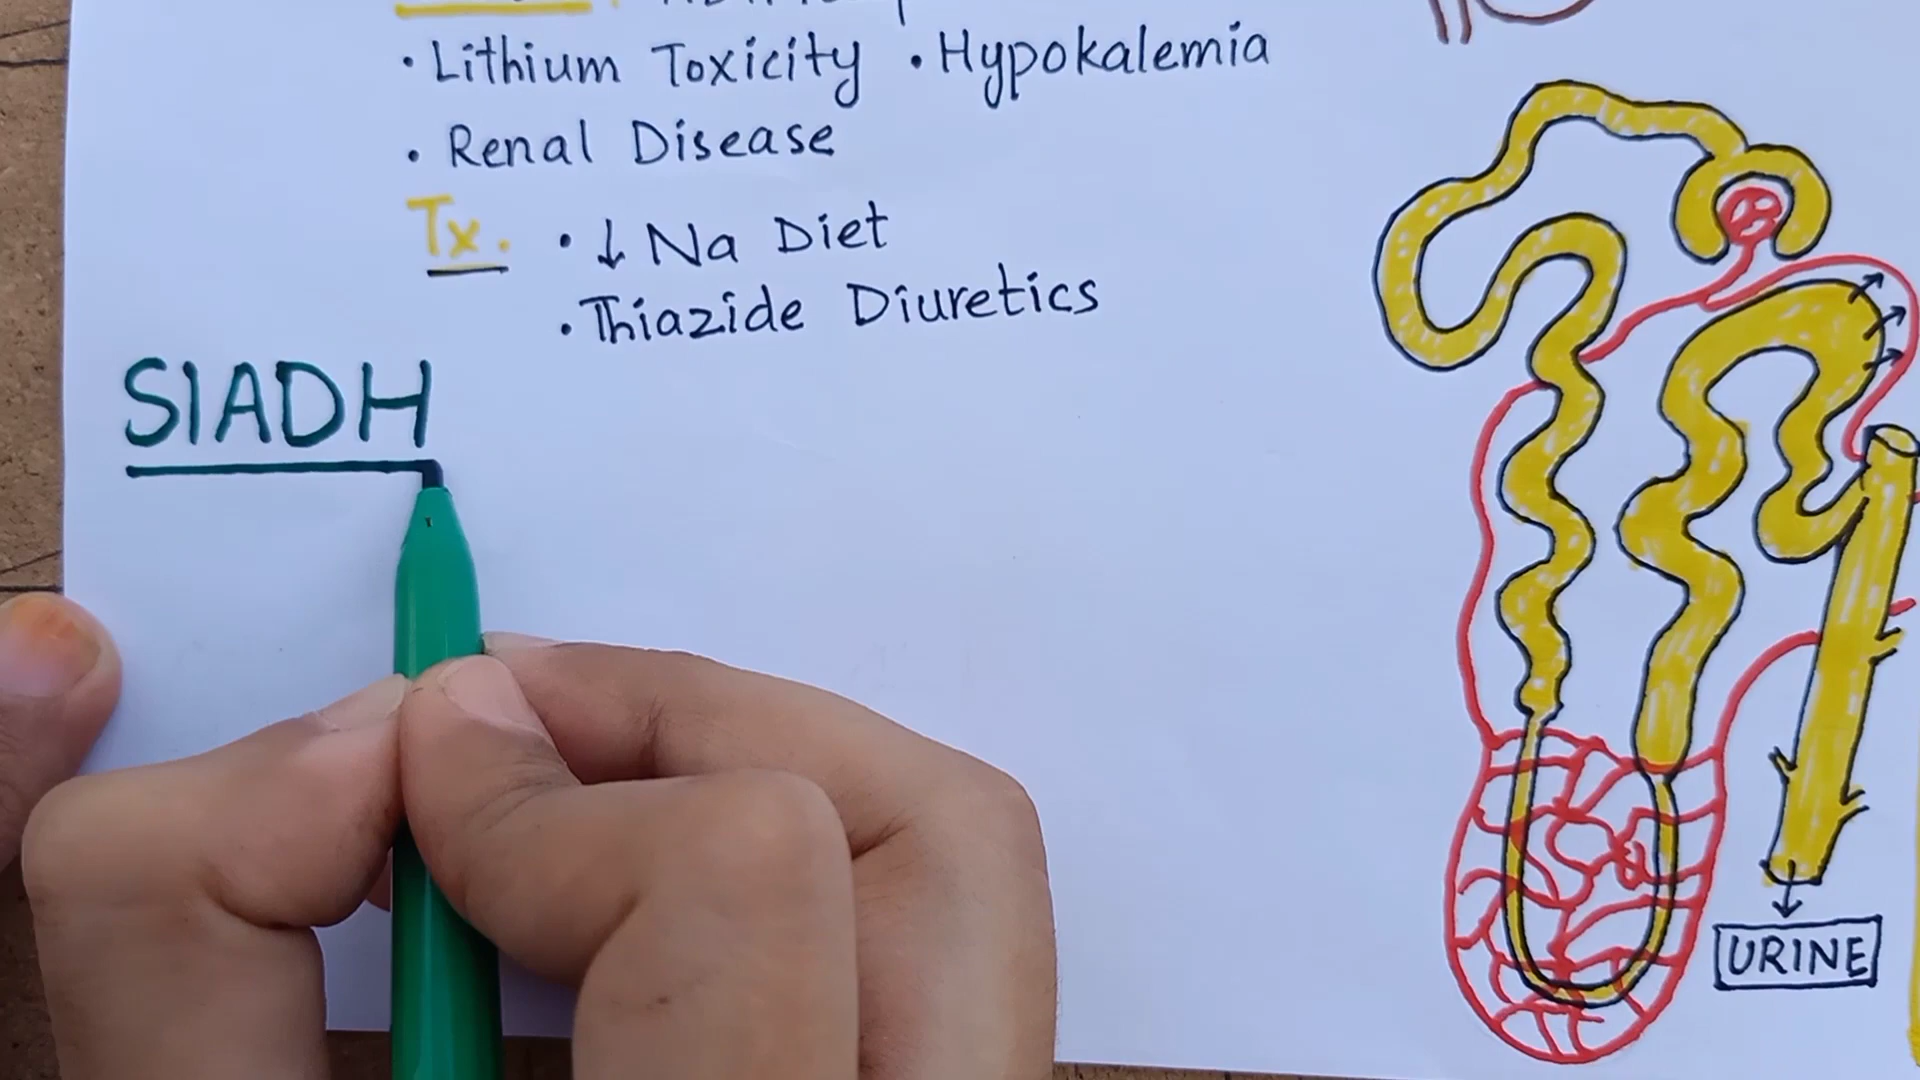 • Lithium Toxicity • Hypokalemia
• Renal Disease
Tx. • ↓ Na Diet
• Thiazide Diuretics
SIADH
URINE